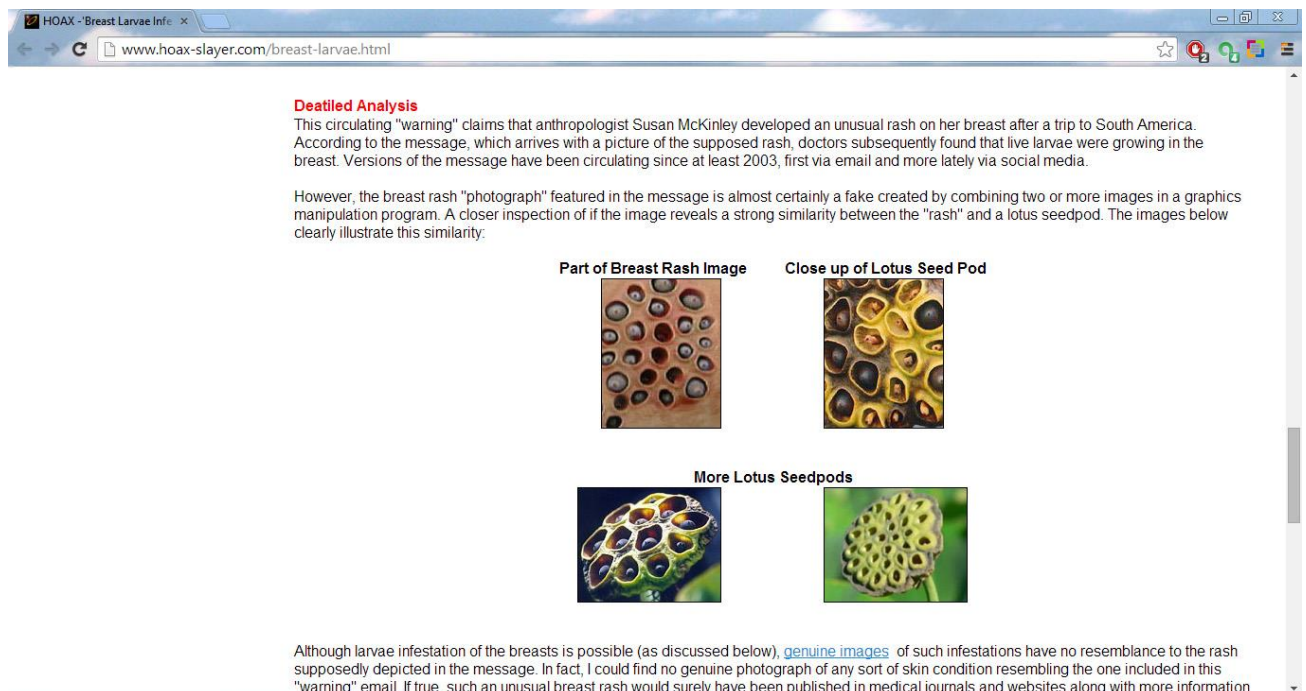 HOAX -'Breast Larvae Infe
www.hoax-slayer.com/breast-larvae.html
2
Deatiled Analysis
This circulating "warning" claims that anthropologist Susan McKinley developed an unusual rash on her breast after a trip to South America.
According to the message, which arrives with a picture of the supposed rash, doctors subsequently found that live larvae were growing in the
breast. Versions of the message have been circulating since at least 2003, first via email and more lately via social media.
However, the breast rash "photograph" featured in the message is almost certainly a fake created by combining two or more images in a graphics
manipulation program. A closer inspection of if the image reveals a strong similarity between the "rash" and a lotus seedpod. The images below
clearly illustrate this similarity:
Part of Breast Rash Image Close up of Lotus Seed Pod
More Lotus Seedpods
Although larvae infestation of the breasts is possible (as discussed below), genuine images of such infestations have no resemblance to the rash
supposedly depicted in the message. In fact, I could find no genuine photograph of any sort of skin condition resembling the one included in this
"warning" email. If true, such an unusual breast rash would surely have been published in medical journals and websites along with more information